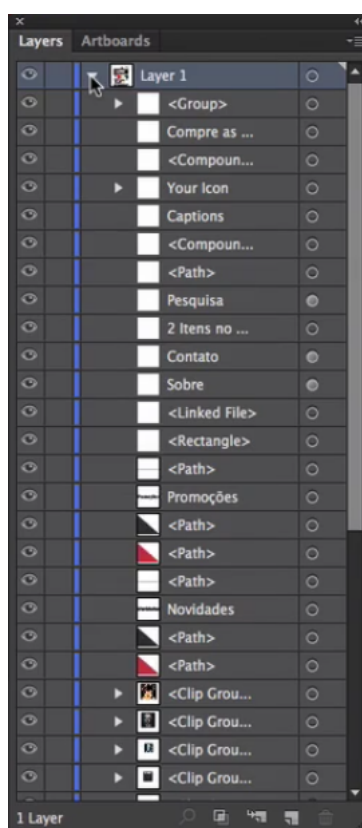 Layers Artboards
Layer 1
<Group>
Compre as ...
<Compoun...
Your Icon
Captions
<Compoun...
<Path>
Pesquisa
2 Itens no ...
Contato
Sobre
<Linked File>
<Rectangle>
<Path>
Promoções
<Path>
<Path>
<Path>
Novidades
<Path>
<Path>
<Clip Grou...
<Clip Grou...
<Clip Grou...
<Clip Grou...
1 Layer